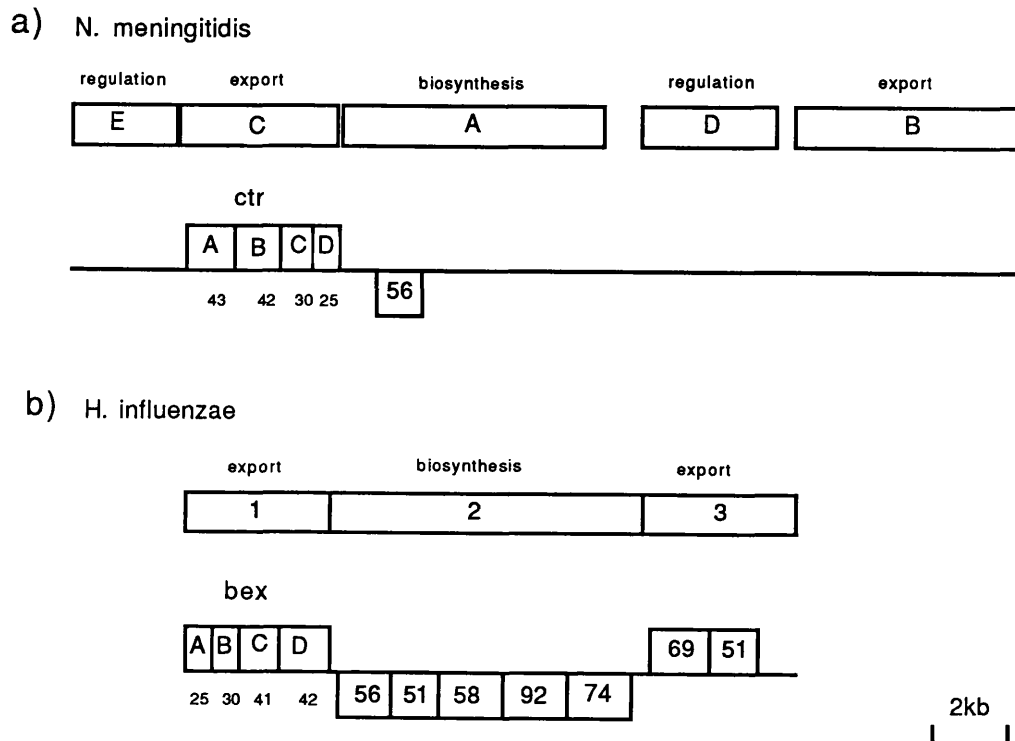 a) N. meningitidis
regulation export biosynthesis regulation export
E C A D B
ctr
A B C D
43 42 30 25 56
b) H. influenzae
export biosynthesis export
1 2 3
bex
A B C D 69 51
25 30 41 42 56 51 58 92 74
2kb